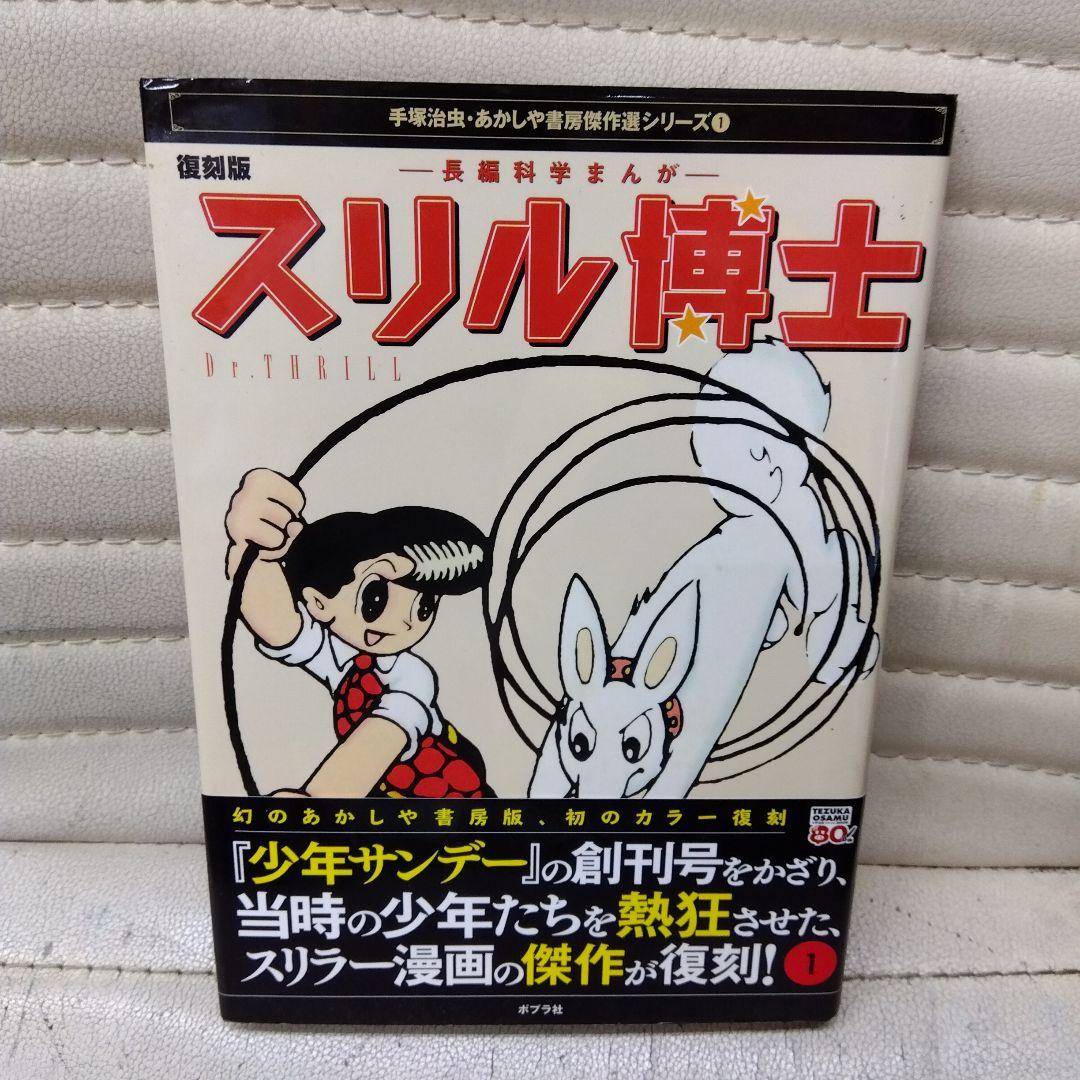 手塚治虫・あかしや書房傑作選シリーズ❶
復刻版
―長編科学まんが―
スリル博士
Dr.THRILL
幻のあかしや書房版、初のカラー復刻
TEZUKA
OSAMU
80th
『少年サンデー』の創刊号をかざり、
当時の少年たちを熱狂させた、
スリラー漫画の傑作が復刻!
1
ポプラ社